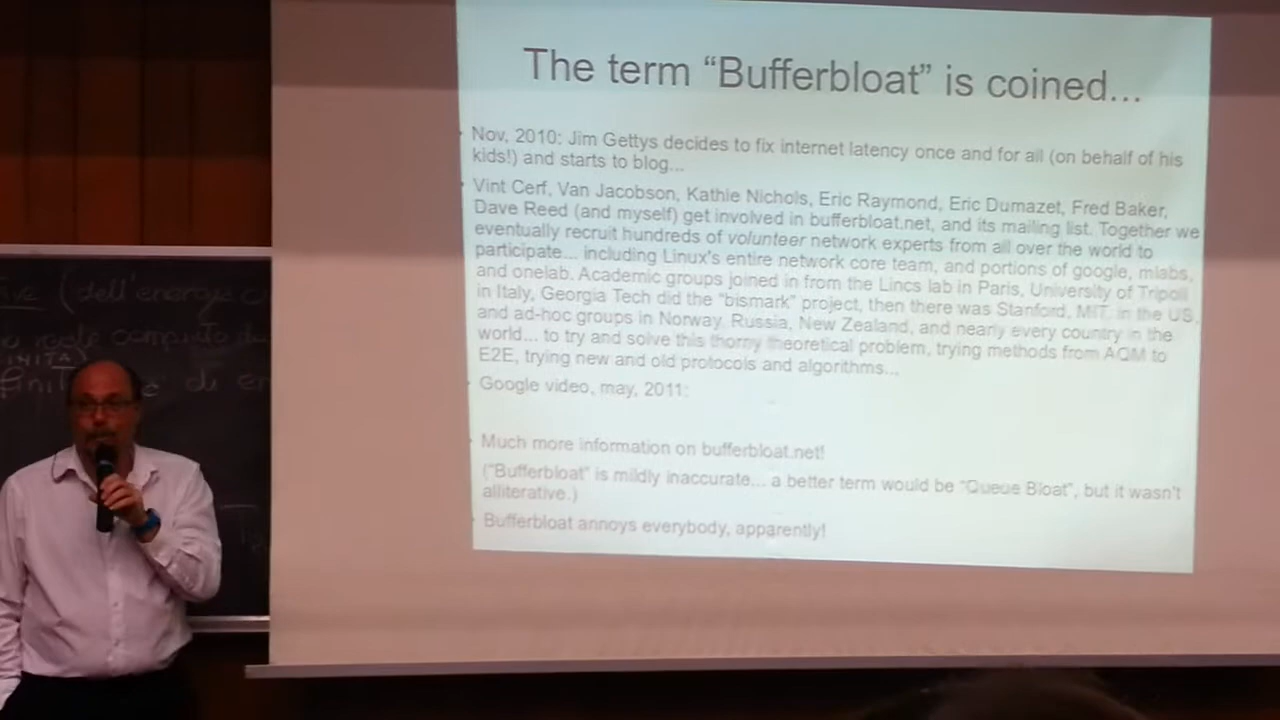 The term “Bufferbloat” is coined...
Nov, 2010: Jim Gettys decides to fix internet latency once and for all (on behalf of his
kids!) and starts to blog...
Vint Cerf, Van Jacobson, Kathie Nichols, Eric Raymond, Eric Dumazet, Fred Baker,
Dave Reed (and myself) get involved in bufferbloat.net, and its mailing list. Together we
eventually recruit hundreds of volunteer network experts from all over the world to
participate... including Linux's entire network core team, and portions of google, mlabs,
and onelab. Academic groups joined in from the Lincs lab in Paris, University of Tripoli
in Italy, Georgia Tech did the “bismark” project, then there was Stanford, MIT, in the US,
and ad-hoc groups in Norway, Russia, New Zealand, and nearly every country in the
world... to try and solve this thorny theoretical problem, trying methods from AQM to
E2E, trying new and old protocols and algorithms...
Google video, may, 2011:
Much more information on bufferbloat.net!
(“Bufferbloat” is mildly inaccurate... a better term would be “Queue Bloat”, but it wasn't
alliterative.)
Bufferbloat annoys everybody, apparently!
(dell'energ
computo
INITA)
di en